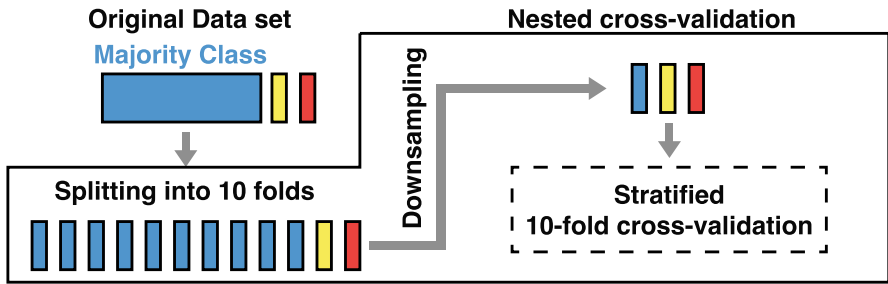 Original Data set
Majority Class
Splitting into 10 folds
Downsampling
Nested cross-validation
Stratified
10-fold cross-validation